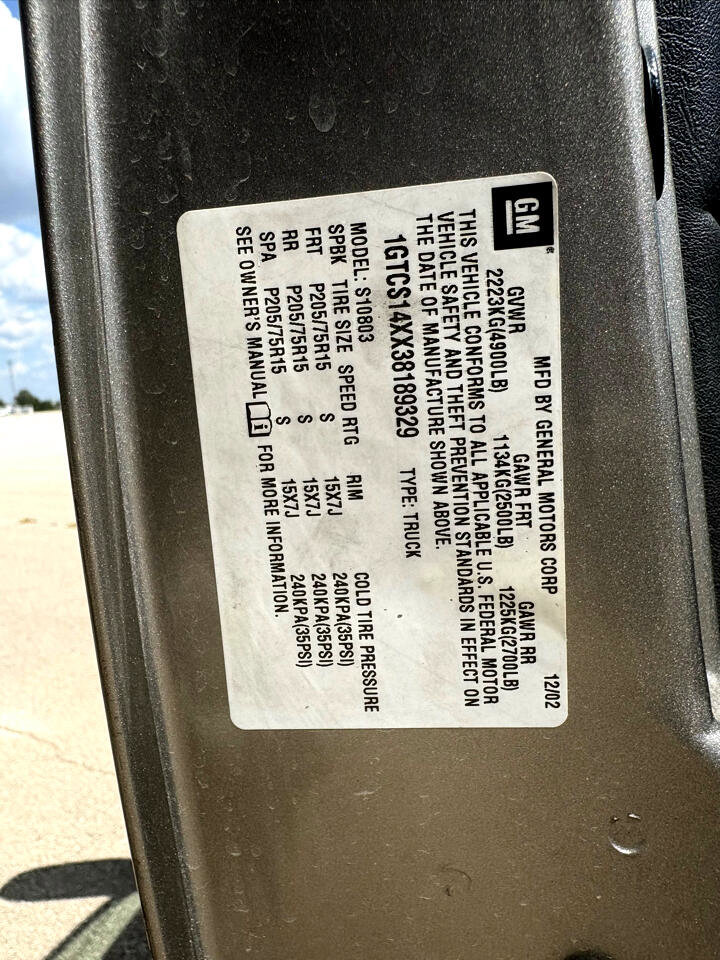 GM®
MFD BY GENERAL MOTORS CORP 12/02
GVWR GAWR FRT GAWR RR
2223KG(4900LB) 1134KG(2500LB) 1225KG(2700LB)
THIS VEHICLE CONFORMS TO ALL APPLICABLE U.S. FEDERAL MOTOR
VEHICLE SAFETY AND THEFT PREVENTION STANDARDS IN EFFECT ON
THE DATE OF MANUFACTURE SHOWN ABOVE.
1GTCS14XX38189329 TYPE: TRUCK
MODEL: S10803
SPBK TIRE SIZE SPEED RTG RIM COLD TIRE PRESSURE
FRT P205/75R15 S 15X7J 240KPA(35PSI)
RR P205/75R15 S 15X7J 240KPA(35PSI)
SPA P205/75R15 S 15X7J 240KPA(35PSI)
SEE OWNER'S MANUAL FOR MORE INFORMATION.